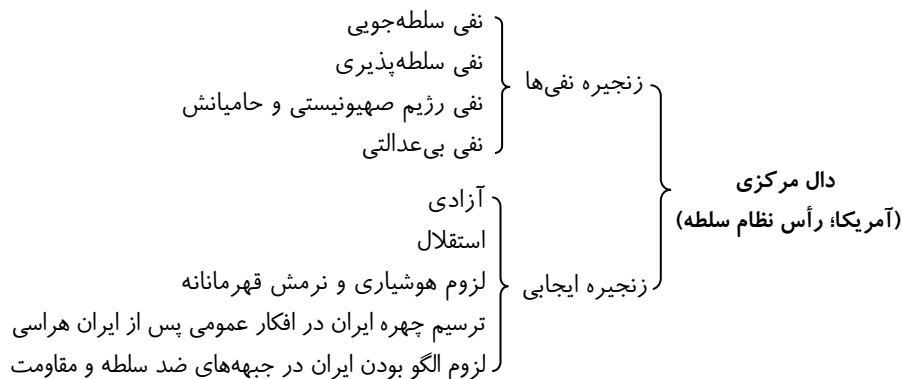 دال مرکزی
(آمریکا؛ رأس نظام سلطه)
زنجیره نفی‌ها
نفی سلطه‌جویی
نفی سلطه‌پذیری
نفی رژیم صهیونیستی و حامیانش
نفی بی‌عدالتی
زنجیره ایجابی
آزادی
استقلال
لزوم هوشیاری و نرمش قهرمانانه
ترسیم چهره ایران در افکار عمومی پس از ایران هراسی
لزوم الگو بودن ایران در جبهه‌های ضد سلطه و مقاومت